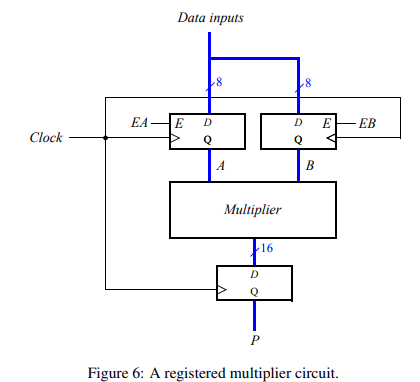 Data inputs
8 8
EA E D D E EB
Clock Q Q
A B
Multiplier
16
D
Q
P
Figure 6: A registered multiplier circuit.